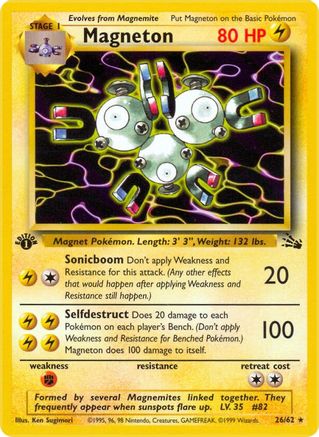 STAGE 1 Evolves from Magnemite Put Magneton on the Basic Pokémon
Magneton 80 HP
EDITION 1
Magnet Pokémon. Length: 3' 3", Weight: 132 lbs.
Sonicboom Don't apply Weakness and
Resistance for this attack. (Any other effects 20
that would happen after applying Weakness and
Resistance still happen.)
Selfdestruct Does 20 damage to each
Pokémon on each player's Bench. (Don't apply 100
Weakness and Resistance for Benched Pokémon.)
Magneton does 100 damage to itself.
weakness resistance retreat cost
Formed by several Magnemites linked together. They
frequently appear when sunspots flare up. LV. 35 #82
Illus. Ken Sugimori ©1995, 96, 98 Nintendo, Creatures, GAMEFREAK. ©1999 Wizards. 26/62 ★